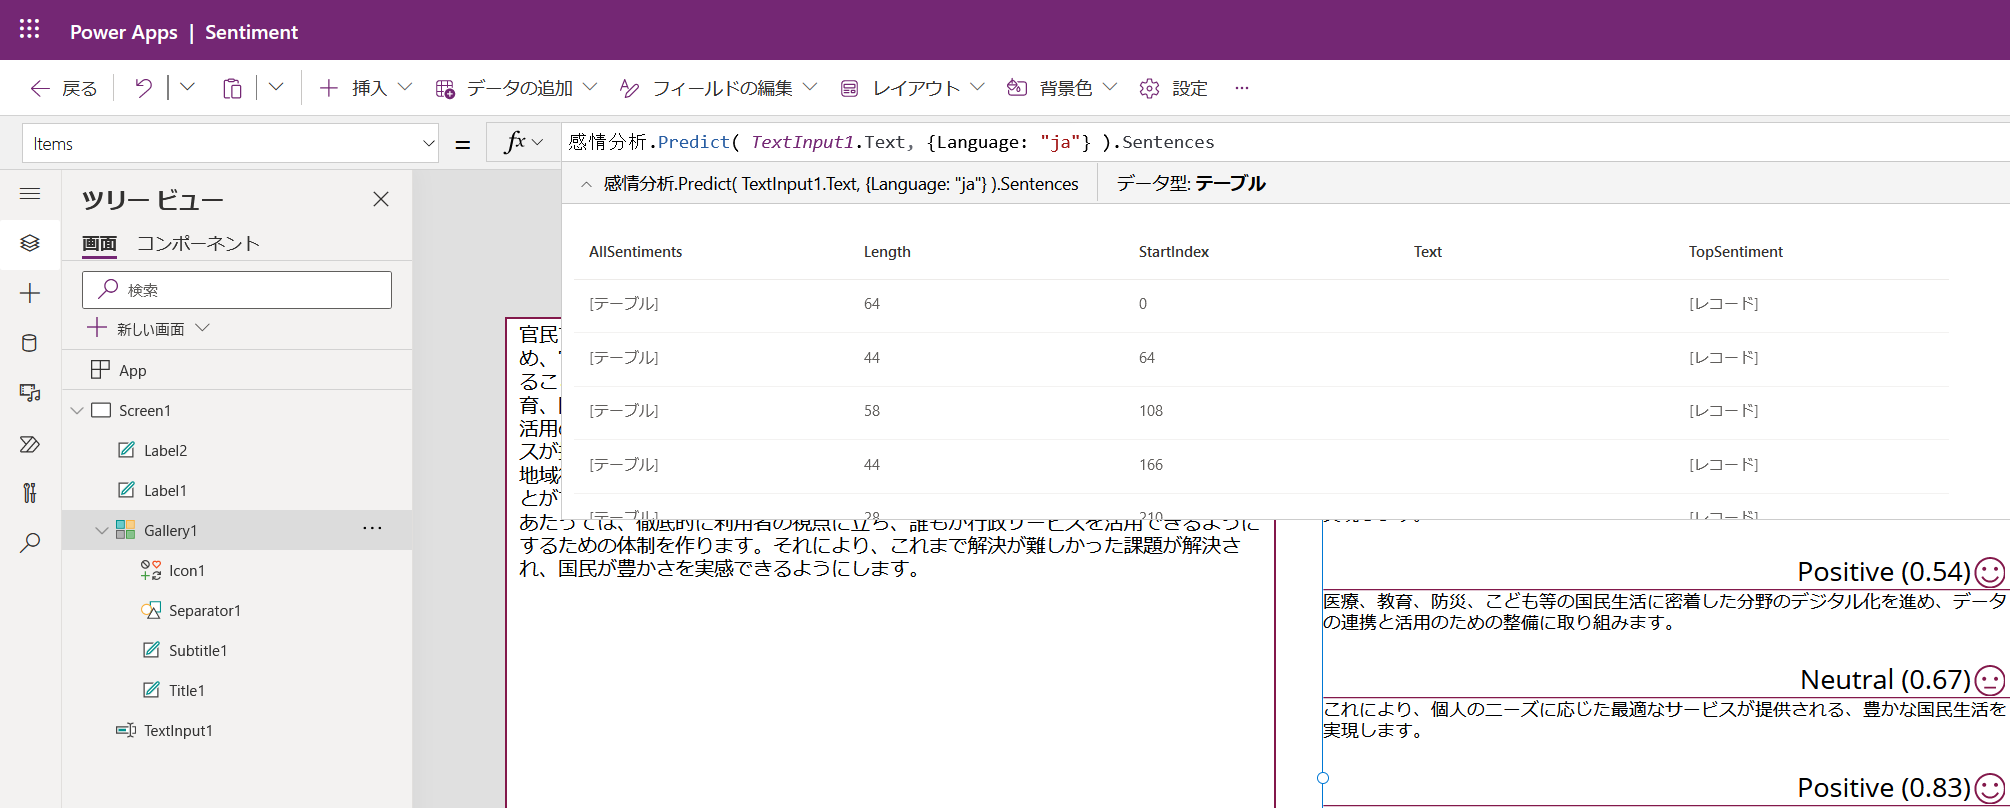 Power Apps | Sentiment
戻る 挿入 データの追加 フィールドの編集 レイアウト 背景色 設定 ...
Items = fx 感情分析.Predict( TextInput1.Text, {Language: "ja"} ).Sentences
感情分析.Predict( TextInput1.Text, {Language: "ja"} ).Sentences データ型: テーブル
ツリー ビュー
画面 コンポーネント
検索
新しい画面
App
Screen1
Label2
Label1
Gallery1 ...
Icon1
Separator1
Subtitle1
Title1
TextInput1
AllSentiments Length StartIndex Text TopSentiment
[テーブル] 64 0 [レコード]
[テーブル] 44 64 [レコード]
[テーブル] 58 108 [レコード]
[テーブル] 44 166 [レコード]
[テーブル] 28 210 [レコード]
官民
め、
るこ
育、
活用
スが
地域
とが
あたっては、徹底的に利用者の視点に立ち、誰もが行政サービスを活用できるように
するための体制を作ります。それにより、これまで解決が難しかった課題が解決さ
れ、国民が豊かさを実感できるようにします。
実現します。
Positive (0.54)
医療、教育、防災、こども等の国民生活に密着した分野のデジタル化を進め、データ
の連携と活用のための整備に取り組みます。
Neutral (0.67)
これにより、個人のニーズに応じた最適なサービスが提供される、豊かな国民生活を
実現します。
Positive (0.83)